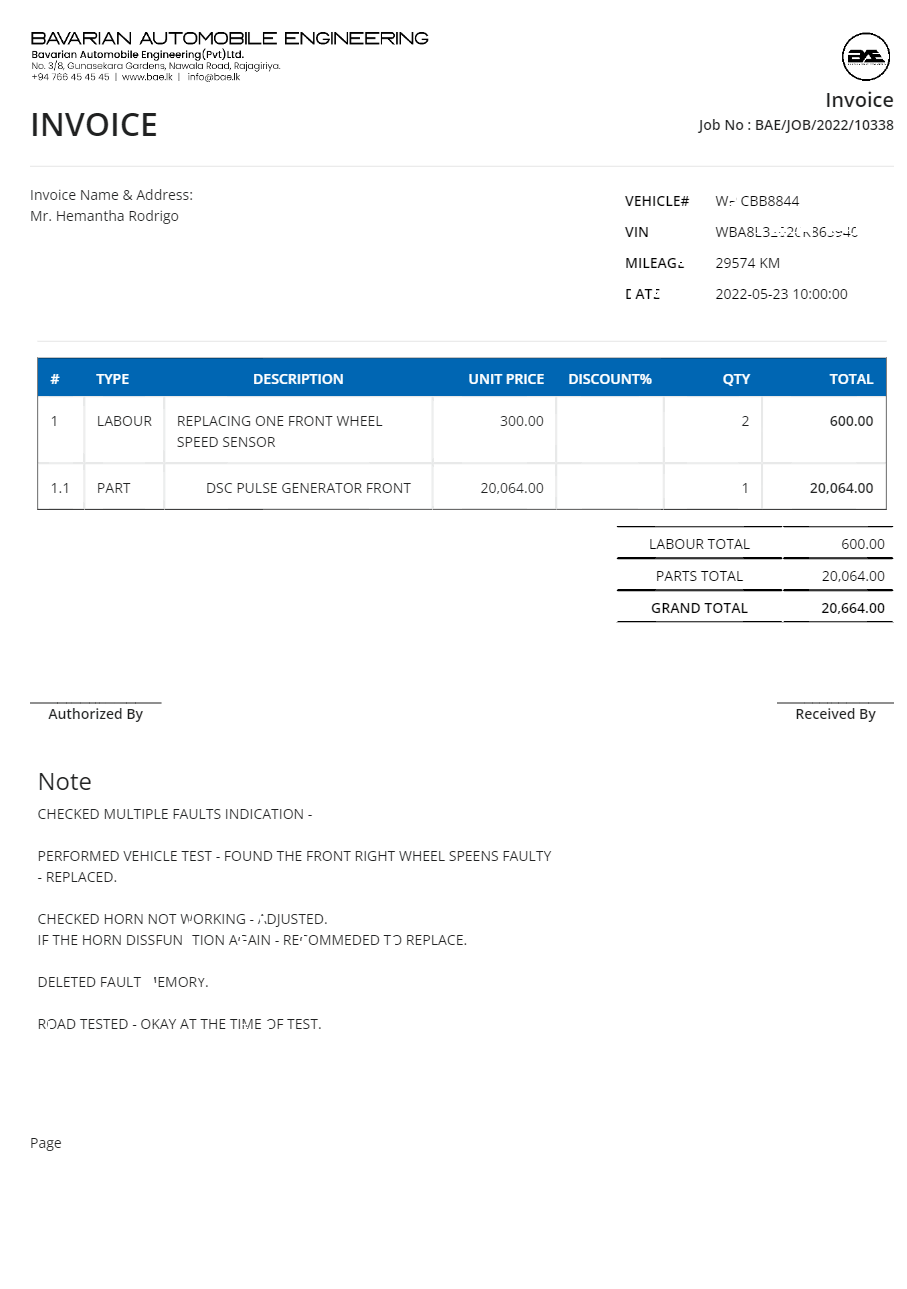 BAVARIAN AUTOMOBILE ENGINEERING
Bavarian Automobile Engineering(Pvt)Ltd.
No. 3/8, Gunasekara Gardens, Nawala Road, Rajagiriya.
+94 766 45 45 45 | www.bae.lk | info@bae.lk
BAE
Invoice
INVOICE
Job No : BAE/JOB/2022/10338
Invoice Name & Address:
Mr. Hemantha Rodrigo
VEHICLE# CBB8844
VIN
MILEAGE 29574 KM
DATE 2022-05-23 10:00:00
# TYPE DESCRIPTION UNIT PRICE DISCOUNT% QTY TOTAL
1 LABOUR REPLACING ONE FRONT WHEEL 300.00 2 600.00
SPEED SENSOR
1.1 PART DSC PULSE GENERATOR FRONT 20,064.00 1 20,064.00
LABOUR TOTAL 600.00
PARTS TOTAL 20,064.00
GRAND TOTAL 20,664.00
Authorized By Received By
Note
CHECKED MULTIPLE FAULTS INDICATION -
PERFORMED VEHICLE TEST - FOUND THE FRONT RIGHT WHEEL SPEENS FAULTY
- REPLACED.
CHECKED HORN NOT WORKING - ADJUSTED.
IF THE HORN DISSFUNCTION AGAIN - RECOMMEDED TO REPLACE.
DELETED FAULT MEMORY.
ROAD TESTED - OKAY AT THE TIME OF TEST.
Page